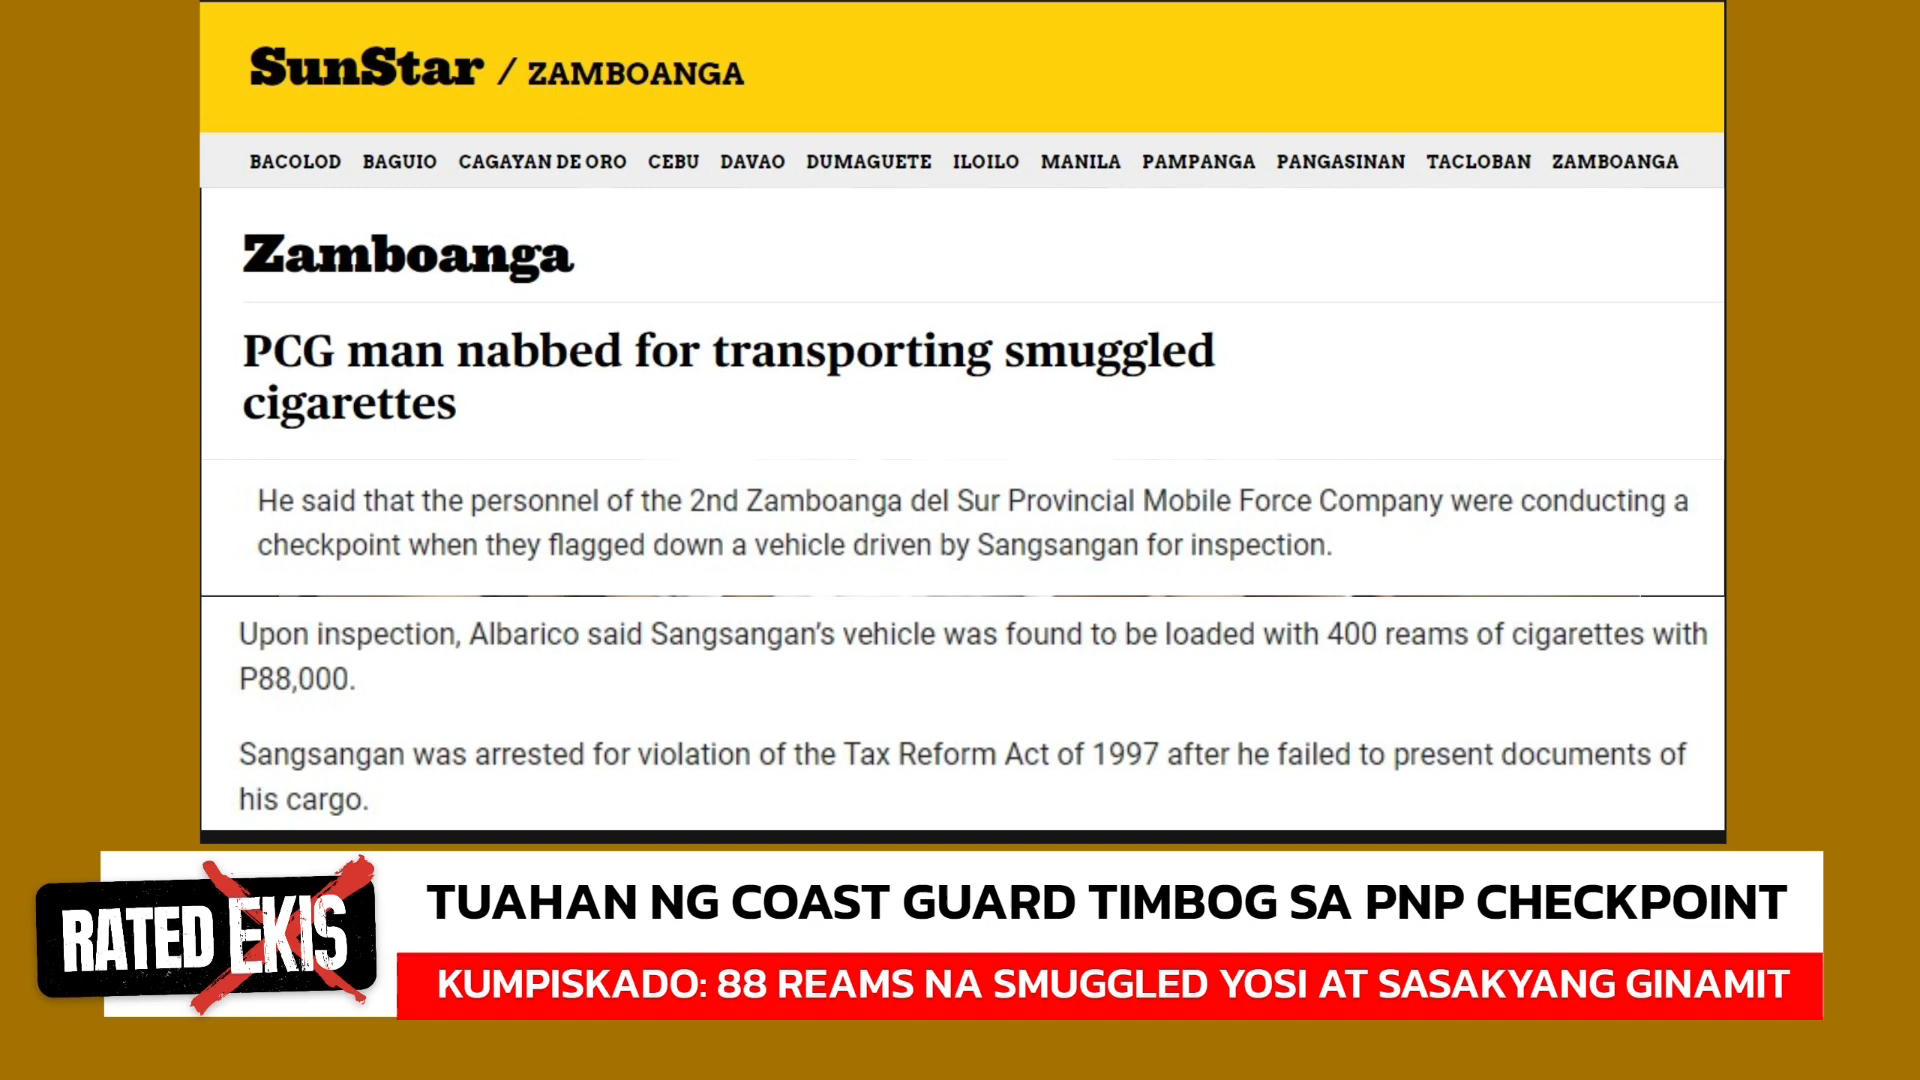 SunStar / ZAMBOANGA
BACOLOD BAGUIO CAGAYAN DE ORO CEBU DAVAO DUMAGUETE ILOILO MANILA PAMPANGA PANGASINAN TACLOBAN ZAMBOANGA
Zamboanga
PCG man nabbed for transporting smuggled
cigarettes
He said that the personnel of the 2nd Zamboanga del Sur Provincial Mobile Force Company were conducting a
checkpoint when they flagged down a vehicle driven by Sangsangan for inspection.
Upon inspection, Albarico said Sangsangan’s vehicle was found to be loaded with 400 reams of cigarettes with
P88,000.
Sangsangan was arrested for violation of the Tax Reform Act of 1997 after he failed to present documents of
his cargo.
RATED EKIS
TUAHAN NG COAST GUARD TIMBOG SA PNP CHECKPOINT
KUMPISKADO: 88 REAMS NA SMUGGLED YOSI AT SASAKYANG GINAMIT